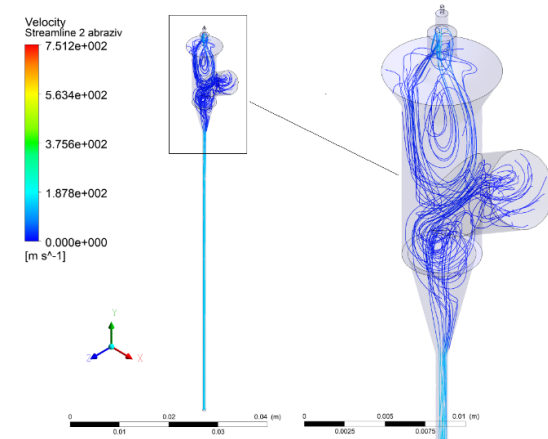 Velocity
Streamline 2 abraziv
7.512e+002
5.634e+002
3.756e+002
1.878e+002
0.000e+000
[m s^-1]
Y
Z
X
0 0.02 0.04 (m)
0.01 0.03
0 0.005 0.01 (m)
0.0025 0.0075